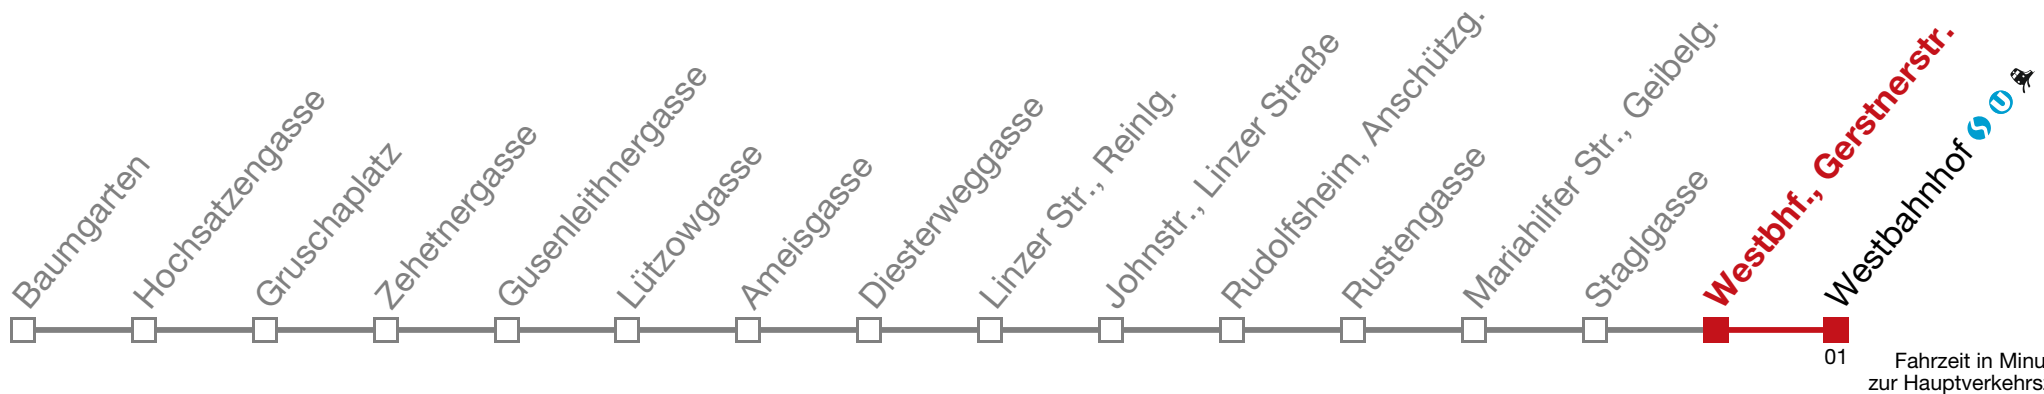 Baumgarten
Hochsatzengasse
Gruschaplatz
Zehetnergasse
Gusenleithnergasse
Lützowgasse
Ameisgasse
Diesterweggasse
Linzer Str., Reinlg.
Johnstr., Linzer Straße
Rudolfsheim, Anschützg.
Rustengasse
Mariahilfer Str., Geibelg.
Staglgasse
Westbhf., Gerstnerstr.
Westbahnhof
01
Fahrzeit in Minu
zur Hauptverkehrs